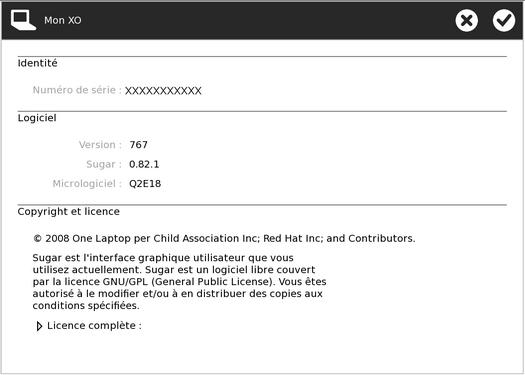 Mon XO
Identité
Numéro de série : XXXXXXXXXXX
Logiciel
Version : 767
Sugar : 0.82.1
Micrologiciel : Q2E18
Copyright et licence
© 2008 One Laptop per Child Association Inc; Red Hat Inc; and Contributors.
Sugar est l'interface graphique utilisateur que vous
utilisez actuellement. Sugar est un logiciel libre couvert
par la licence GNU/GPL (General Public License). Vous êtes
autorisé à le modifier et/ou à en distribuer des copies aux
conditions spécifiées.
Licence complète :